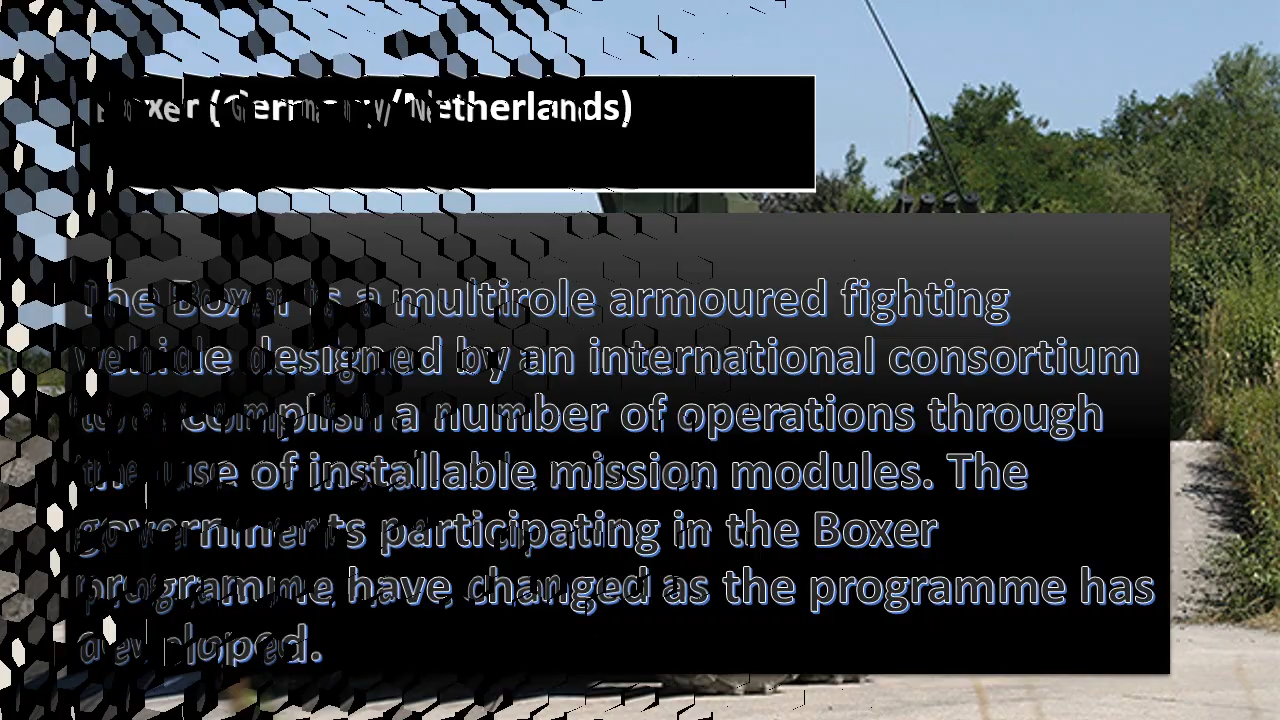 Boxer (Germany/Netherlands)
The Boxer is a multirole armoured fighting
vehicle designed by an international consortium
to accomplish a number of operations through
the use of installable mission modules. The
governments participating in the Boxer
programme have changed as the programme has
developed.